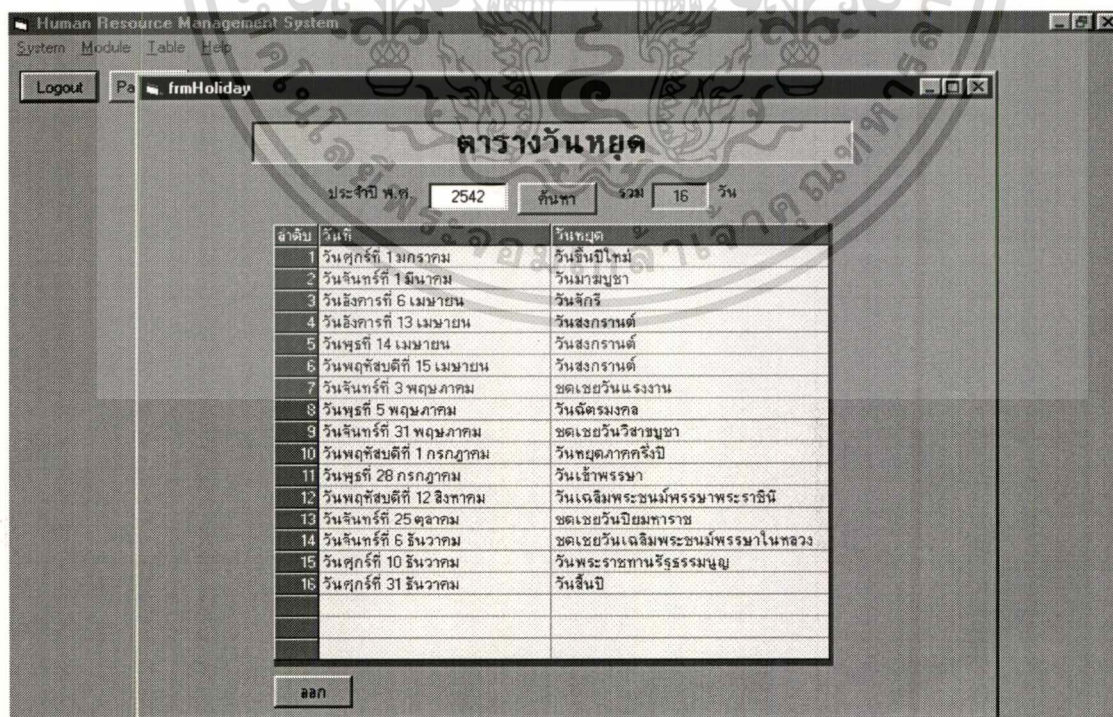 Human Resource Management System
System Module Table Help
Logout Pa
frmHoliday
ตารางวันหยุด
ประจำปี พ.ศ. 2542 ค้นหา รวม 16 วัน
ลำดับ วันที่ วันหยุด
1 วันศุกร์ที่ 1 มกราคม วันขึ้นปีใหม่
2 วันจันทร์ที่ 1 มีนาคม วันมาฆบูชา
3 วันอังคารที่ 6 เมษายน วันจักรี
4 วันอังคารที่ 13 เมษายน วันสงกรานต์
5 วันพุธที่ 14 เมษายน วันสงกรานต์
6 วันพฤหัสบดีที่ 15 เมษายน วันสงกรานต์
7 วันจันทร์ที่ 3 พฤษภาคม ชดเชยวันแรงงาน
8 วันพุธที่ 5 พฤษภาคม วันฉัตรมงคล
9 วันจันทร์ที่ 31 พฤษภาคม ชดเชยวันวิสาขบูชา
10 วันพฤหัสบดีที่ 1 กรกฎาคม วันหยุดภาคครึ่งปี
11 วันพุธที่ 28 กรกฎาคม วันเข้าพรรษา
12 วันพฤหัสบดีที่ 12 สิงหาคม วันเฉลิมพระชนม์พรรษาพระราชินี
13 วันจันทร์ที่ 25 ตุลาคม ชดเชยวันปิยมหาราช
14 วันจันทร์ที่ 6 ธันวาคม ชดเชยวันเฉลิมพระชนม์พรรษาในหลวง
15 วันศุกร์ที่ 10 ธันวาคม วันพระราชทานรัฐธรรมนูญ
16 วันศุกร์ที่ 31 ธันวาคม วันสิ้นปี
ออก